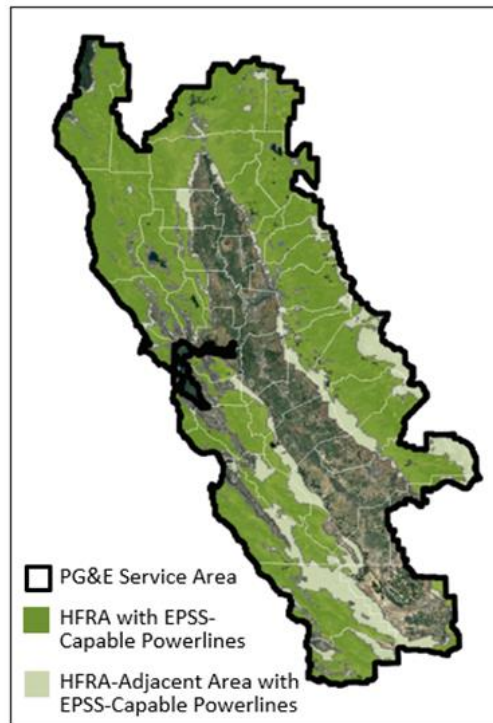 PG&E Service Area
HFRA with EPSS-
Capable Powerlines
HFRA-Adjacent Area with
EPSS-Capable Powerlines